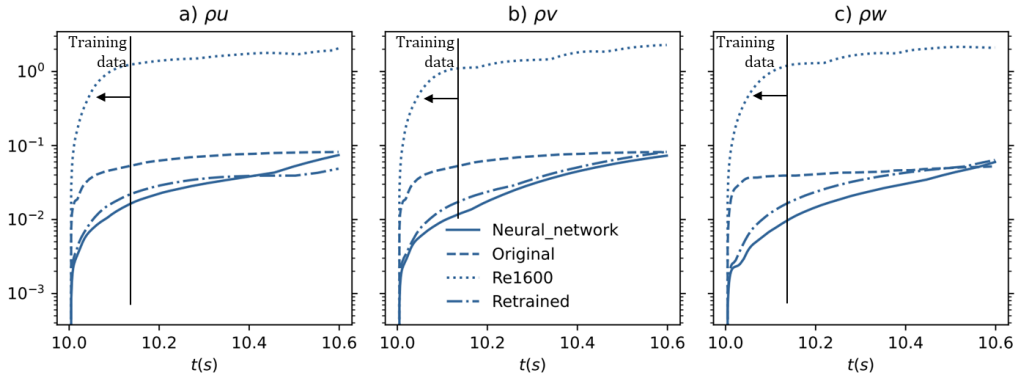 a) ρu
b) ρv
c) ρw
Training
data
Training
data
Training
data
10⁰
10⁻¹
10⁻²
10⁻³
Neural_network
Original
Re1600
Retrained
10.0 10.2 10.4 10.6
10.0 10.2 10.4 10.6
10.0 10.2 10.4 10.6
t(s)
t(s)
t(s)